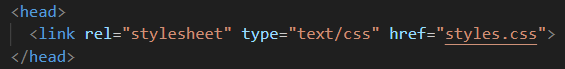 <head>
<link rel="stylesheet" type="text/css" href="styles.css">
</head>